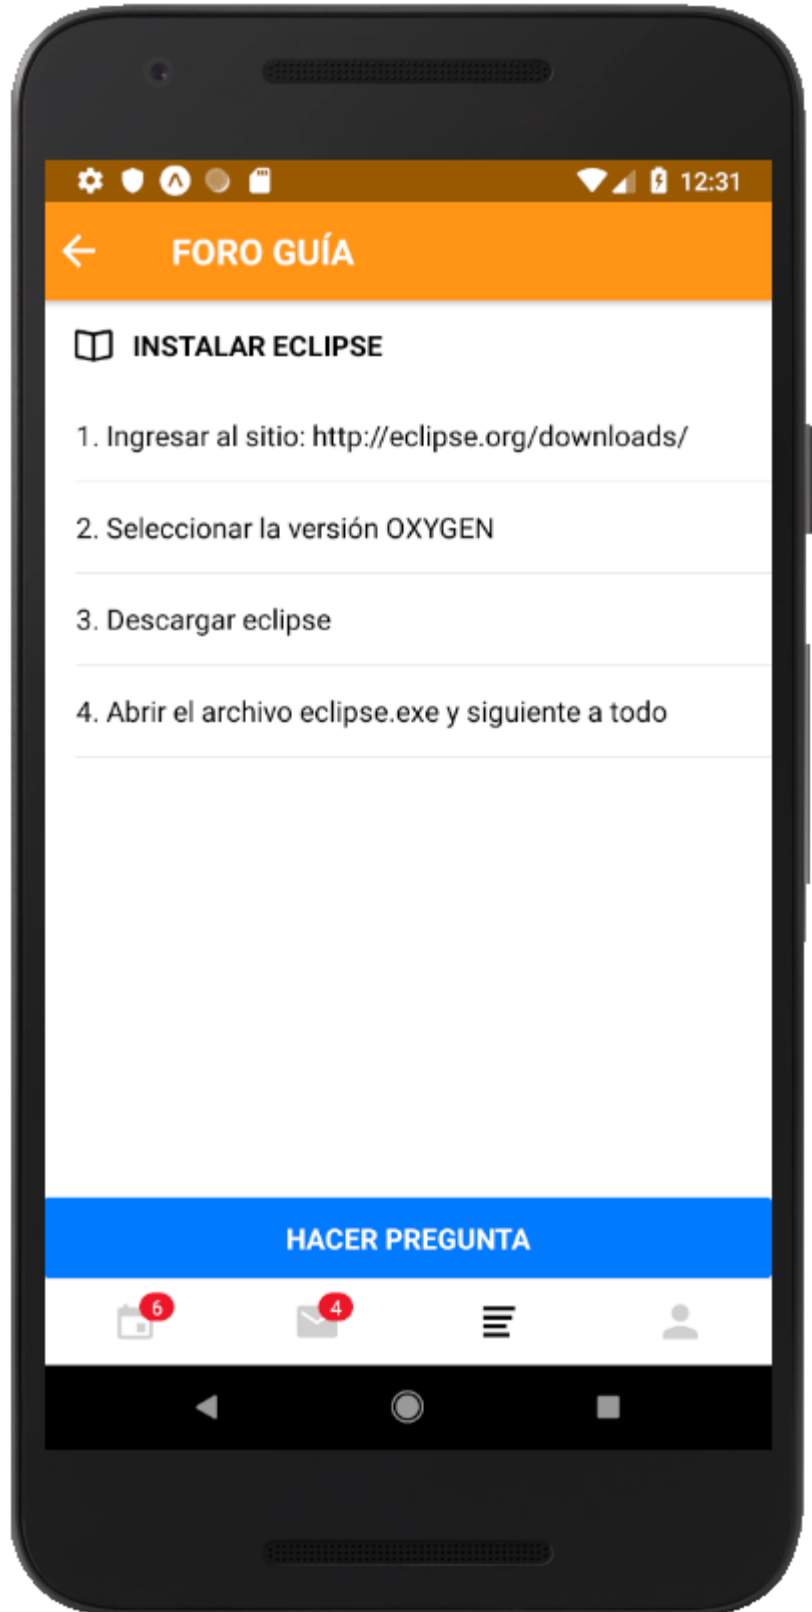 12:31
FORO GUÍA
INSTALAR ECLIPSE
1. Ingresar al sitio: http://eclipse.org/downloads/
2. Seleccionar la versión OXYGEN
3. Descargar eclipse
4. Abrir el archivo eclipse.exe y siguiente a todo
HACER PREGUNTA
6 4